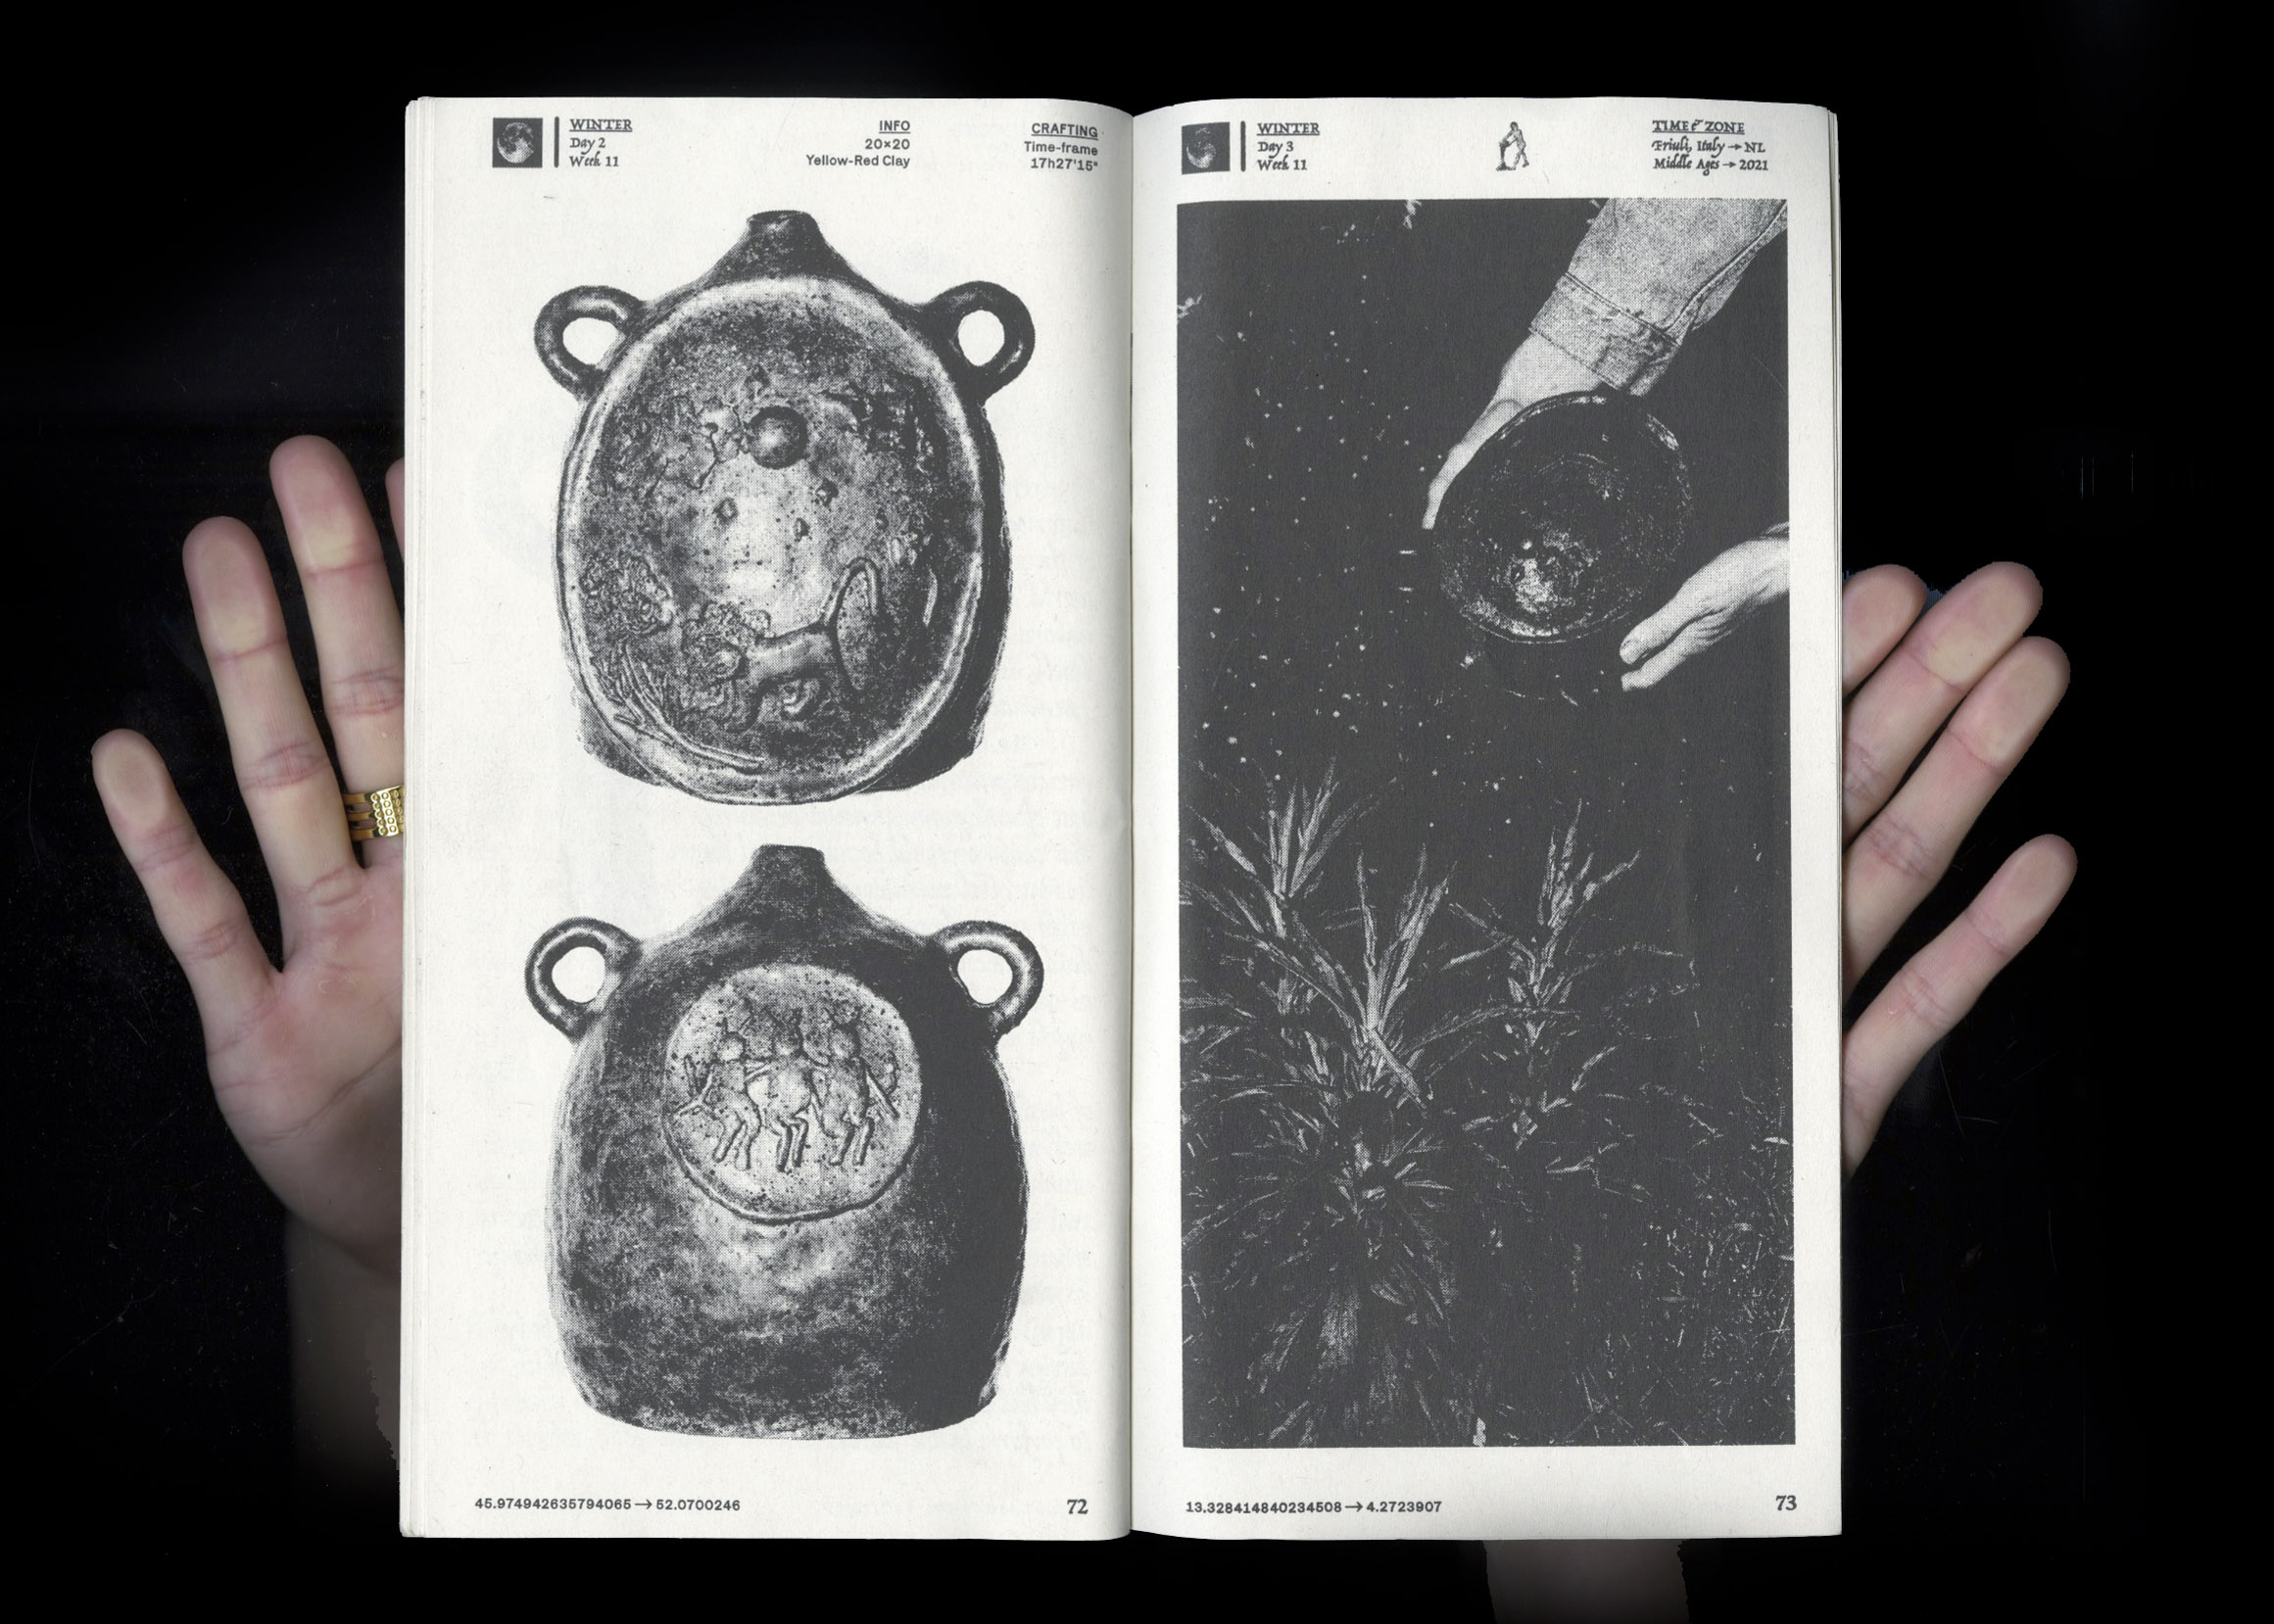 WINTER
Day 2
Week 11
INFO
20×20
Yellow-Red Clay
CRAFTING
Time-frame
17h27'15"
45.974942635794065→52.0700246
72
WINTER
Day 3
Week 11
TIME & ZONE
Friuli, Italy → NL
Middle Ages → 2021
13.328414840234508→4.2723907
73